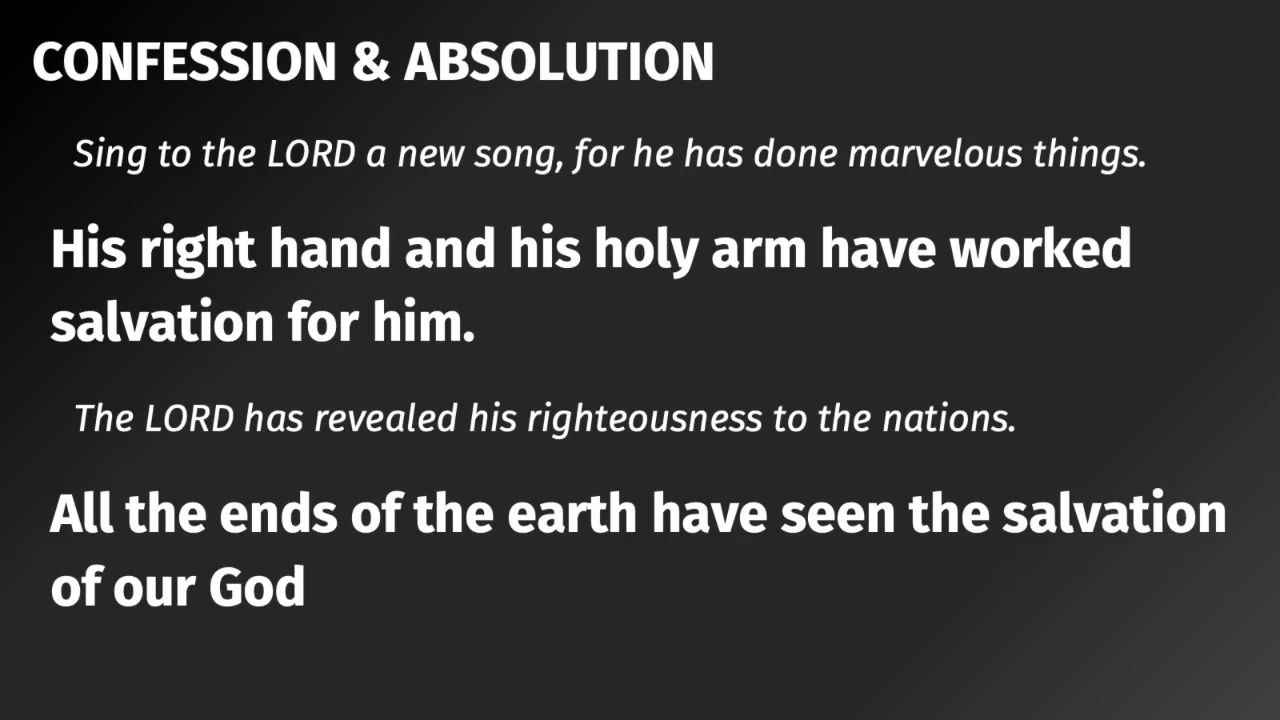 CONFESSION & ABSOLUTION
Sing to the LORD a new song, for he has done marvelous things.
His right hand and his holy arm have worked
salvation for him.
The LORD has revealed his righteousness to the nations.
All the ends of the earth have seen the salvation
of our God